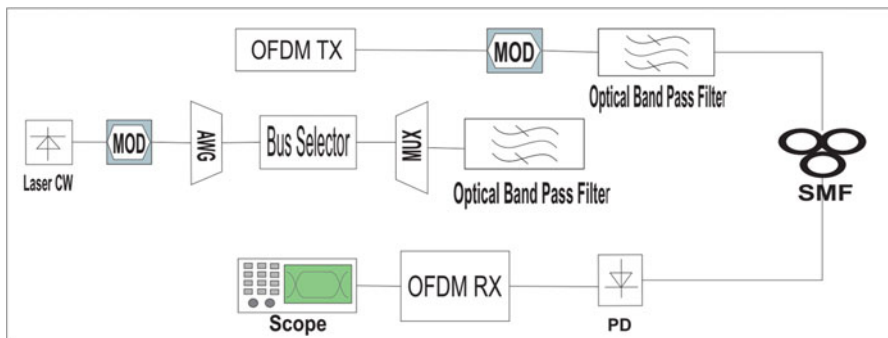 OFDM TX
MOD
Optical Band Pass Filter
Laser CW
MOD
AWG
Bus Selector
MUX
Optical Band Pass Filter
SMF
Scope
OFDM RX
PD